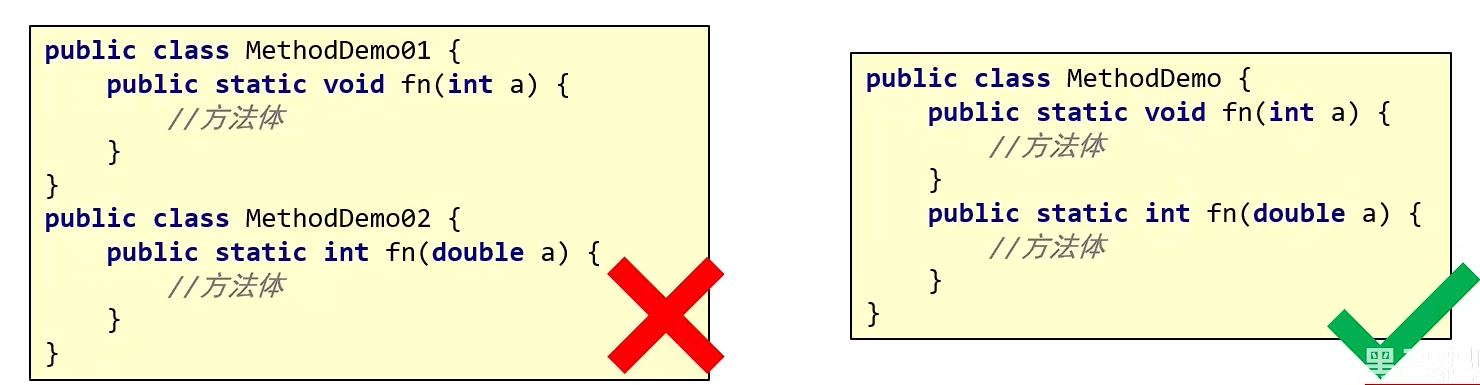 public class MethodDemo01 {
    public static void fn(int a) {
        //方法体
    }
}
public class MethodDemo02 {
    public static int fn(double a) {
        //方法体
    }
}
public class MethodDemo {
    public static void fn(int a) {
        //方法体
    }
    public static int fn(double a) {
        //方法体
    }
}
黑